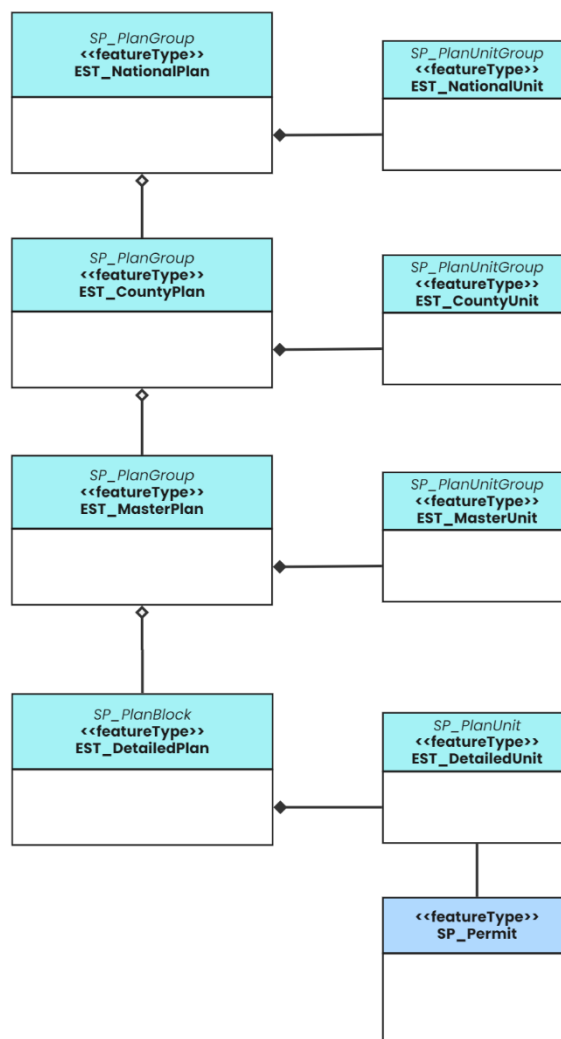 SP_PlanGroup
<<featureType>>
EST_NationalPlan
SP_PlanUnitGroup
<<featureType>>
EST_NationalUnit
SP_PlanGroup
<<featureType>>
EST_CountyPlan
SP_PlanUnitGroup
<<featureType>>
EST_CountyUnit
SP_PlanGroup
<<featureType>>
EST_MasterPlan
SP_PlanUnitGroup
<<featureType>>
EST_MasterUnit
SP_PlanBlock
<<featureType>>
EST_DetailedPlan
SP_PlanUnit
<<featureType>>
EST_DetailedUnit
<<featureType>>
SP_Permit